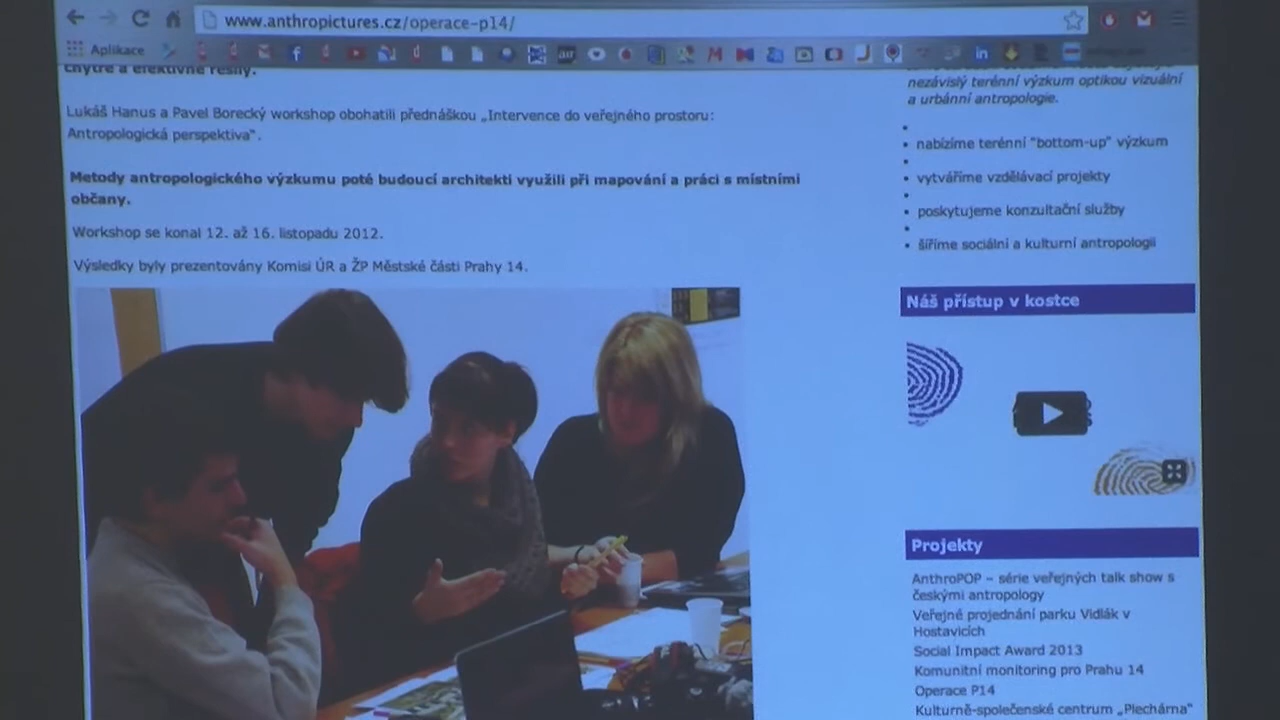 www.anthropictures.cz/operace-p14/
Aplikace
chytře a efektivně řešily.
Lukáš Hanus a Pavel Borecký workshop obohatili přednáškou „Intervence do veřejného prostoru:
Antropologická perspektiva“.
Metody antropologického výzkumu poté budoucí architekti využili při mapování a práci s místními
občany.
Workshop se konal 12. až 16. listopadu 2012.
Výsledky byly prezentovány Komisi ÚR a ŽP Městské části Prahy 14.
nezávislý terénní výzkum optikou vizuální
a urbánní antropologie.
nabízíme terénní "bottom-up" výzkum
vytváříme vzdělávací projekty
poskytujeme konzultační služby
šíříme sociální a kulturní antropologii
Náš přístup v kostce
Projekty
AnthroPOP – série veřejných talk show s
českými antropology
Veřejné projednání parku Vidlák v
Hostavicích
Social Impact Award 2013
Komunitní monitoring pro Prahu 14
Operace P14
Kulturně-společenské centrum „Plechárna“